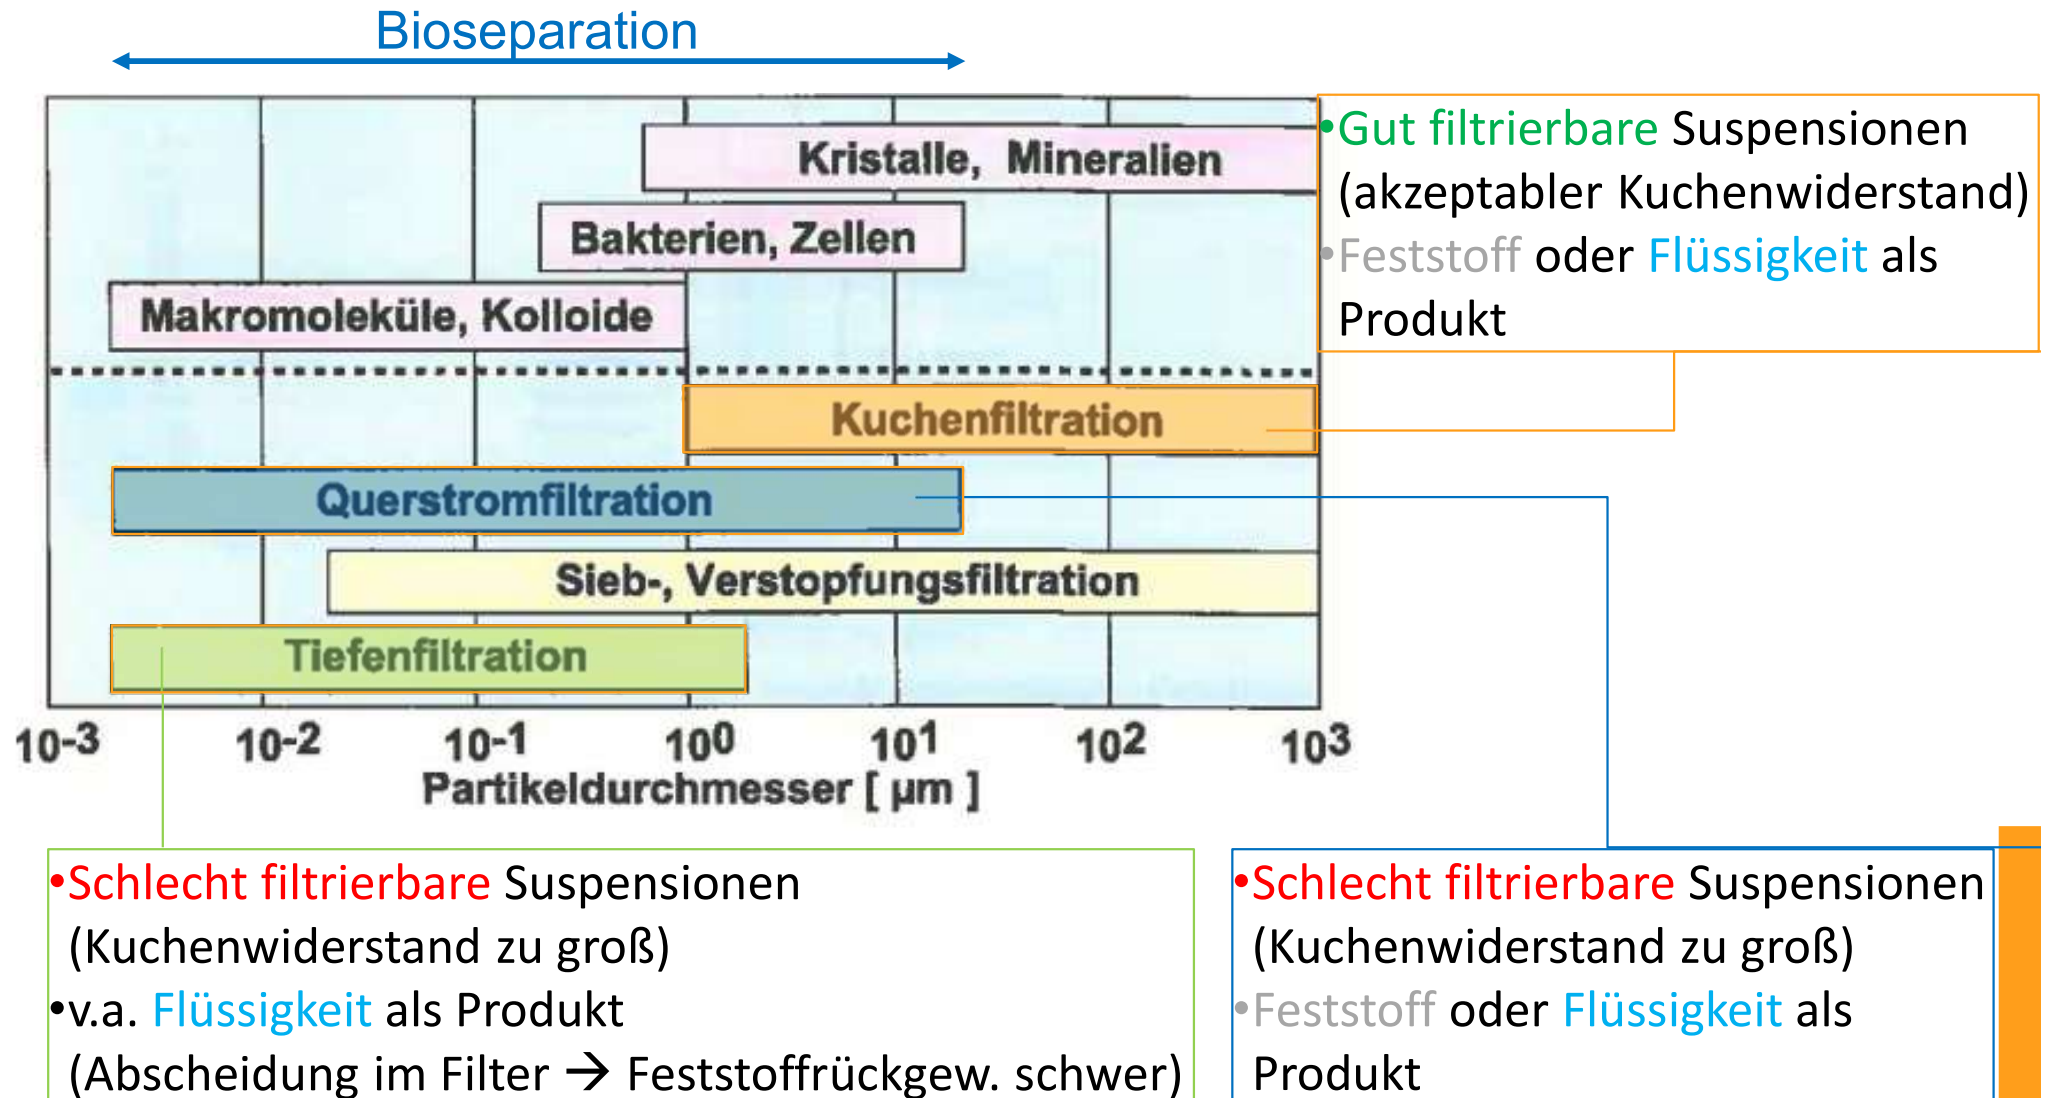 Bioseparation
Kristalle, Mineralien
Bakterien, Zellen
Makromoleküle, Kolloide
Kuchenfiltration
Querstromfiltration
Sieb-, Verstopfungsfiltration
Tiefenfiltration
10-3 10-2 10-1 100 101 102 103
Partikeldurchmesser [ µm ]
•Gut filtrierbare Suspensionen
(akzeptabler Kuchenwiderstand)
•Feststoff oder Flüssigkeit als
Produkt
•Schlecht filtrierbare Suspensionen
(Kuchenwiderstand zu groß)
•v.a. Flüssigkeit als Produkt
(Abscheidung im Filter → Feststoffrückgew. schwer)
•Schlecht filtrierbare Suspensionen
(Kuchenwiderstand zu groß)
•Feststoff oder Flüssigkeit als
Produkt